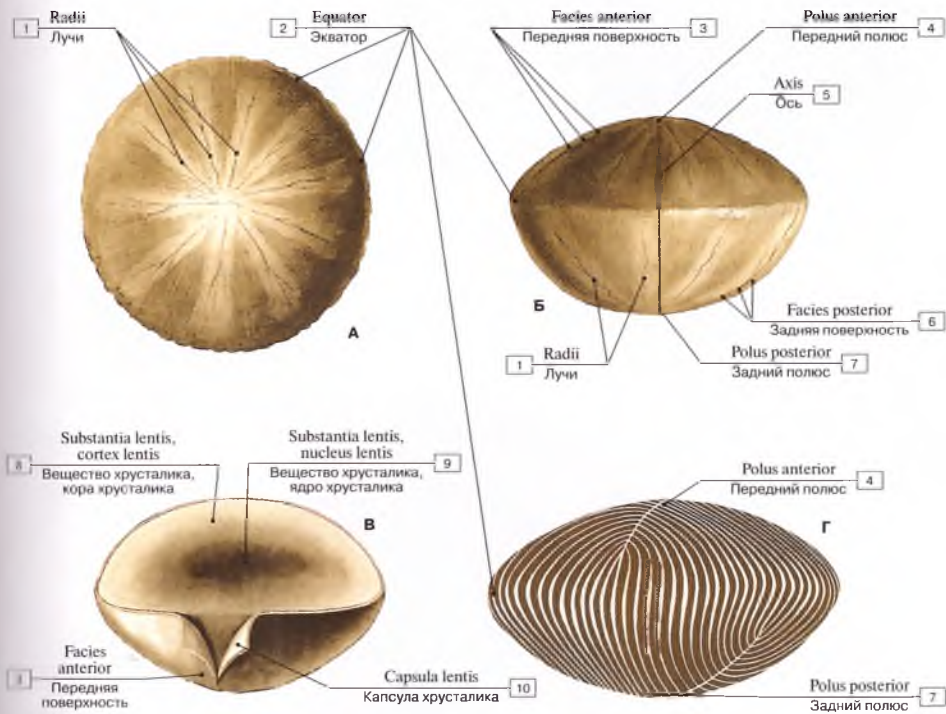 1 Radii
Лучи
2 Equator
Экватор
Facies anterior 3
Передняя поверхность
Polus anterior 4
Передний полюс
Axis 5
Ось
А
Б
Facies posterior 6
Задняя поверхность
1 Radii
Лучи
Polus posterior 7
Задний полюс
8 Substantia lentis,
cortex lentis
Вещество хрусталика,
кора хрусталика
Substantia lentis, 9
nucleus lentis
Вещество хрусталика,
ядро хрусталика
В
Polus anterior 4
Передний полюс
Г
3 Facies
anterior
Передняя
поверхность
Capsula lentis 10
Капсула хрусталика
Polus posterior 7
Задний полюс